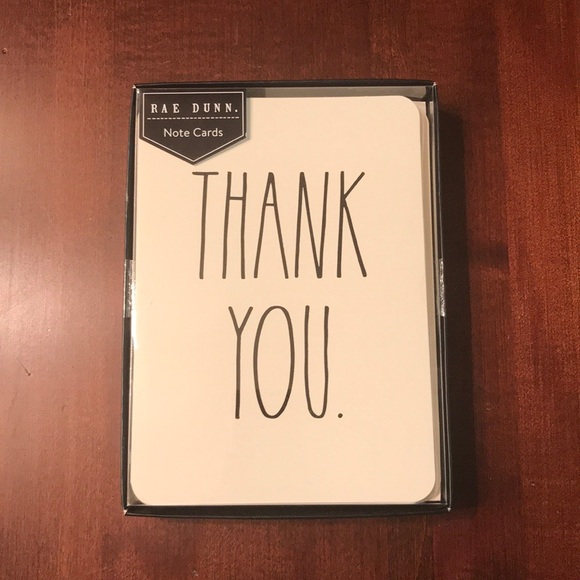 RAE DUNN.
Note Cards
THANK
YOU.